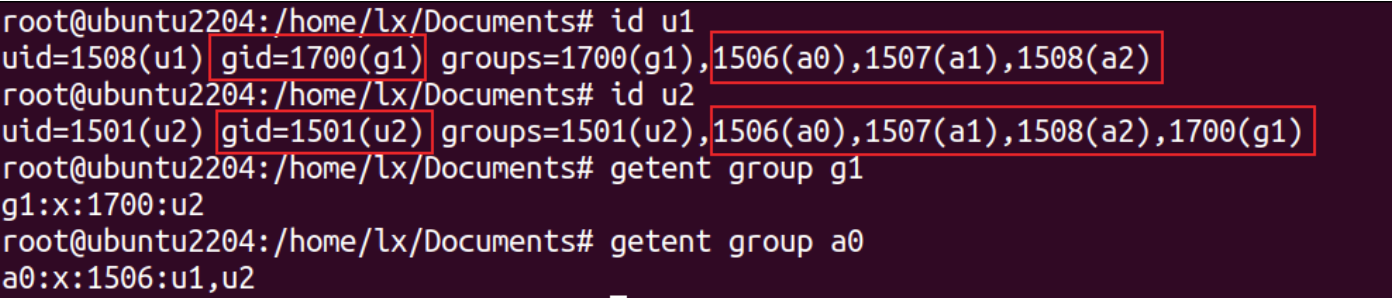 root@ubuntu2204:/home/lx/Documents# id u1
uid=1508(u1) gid=1700(g1) groups=1700(g1),1506(a0),1507(a1),1508(a2)
root@ubuntu2204:/home/lx/Documents# id u2
uid=1501(u2) gid=1501(u2) groups=1501(u2),1506(a0),1507(a1),1508(a2),1700(g1)
root@ubuntu2204:/home/lx/Documents# getent group g1
g1:x:1700:u2
root@ubuntu2204:/home/lx/Documents# getent group a0
a0:x:1506:u1,u2